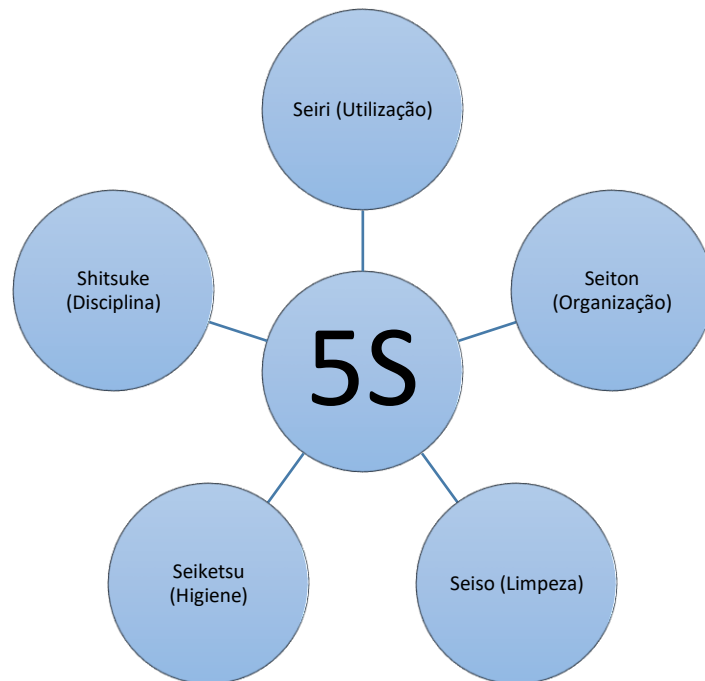 Seiri (Utilização)
Seiton
(Organização)
Seiso (Limpeza)
Seiketsu
(Higiene)
Shitsuke
(Disciplina)
5S